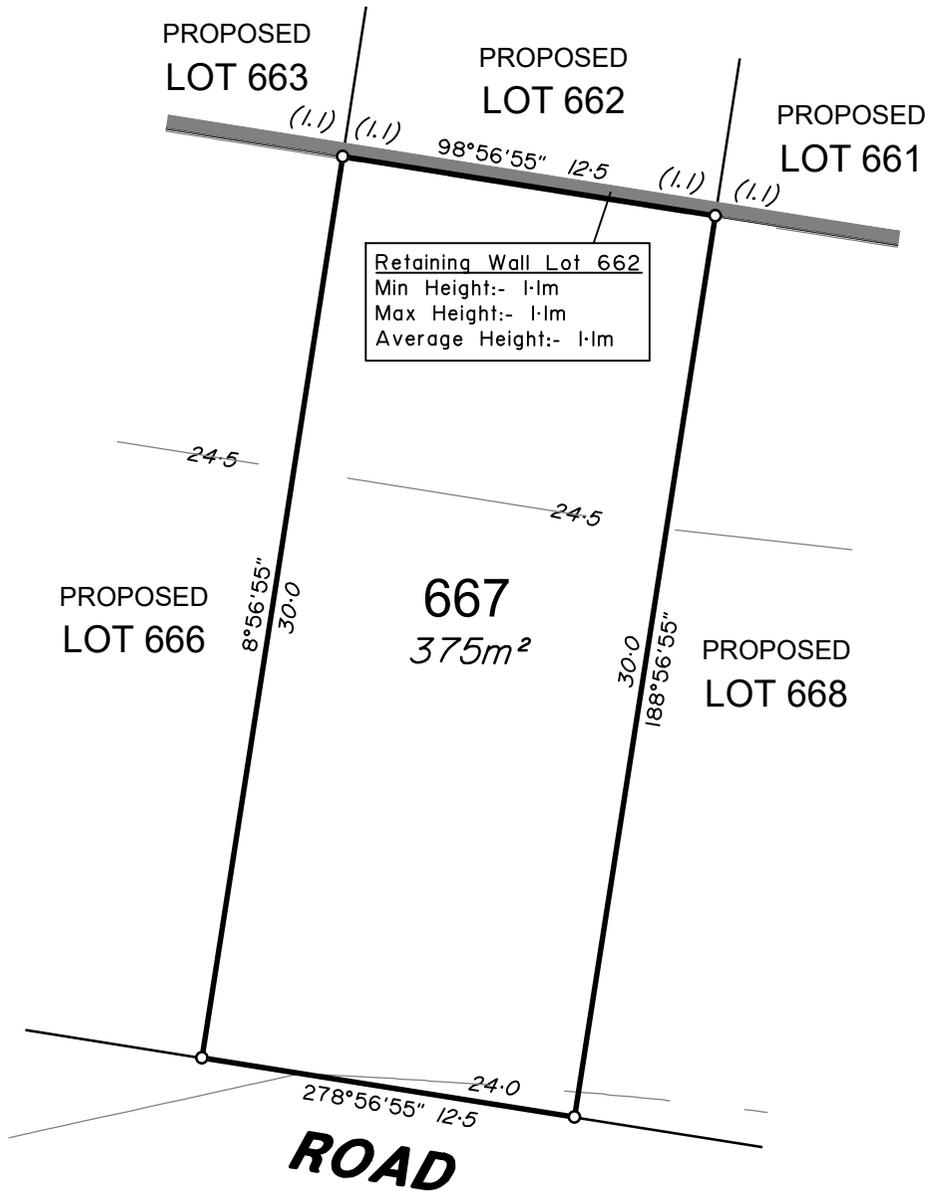 PROPOSED
LOT 663
PROPOSED
LOT 662
PROPOSED
LOT 661
(1.1) (1.1)
98°56'55" 12·5
(1.1) (1.1)
Retaining Wall Lot 662
Min Height:- 1·1m
Max Height:- 1·1m
Average Height:- 1·1m
24·5
24·5
PROPOSED
LOT 666
8°56'55"
30·0
667
375m²
30·0
188°56'55"
PROPOSED
LOT 668
24·0
278°56'55" 12·5
ROAD